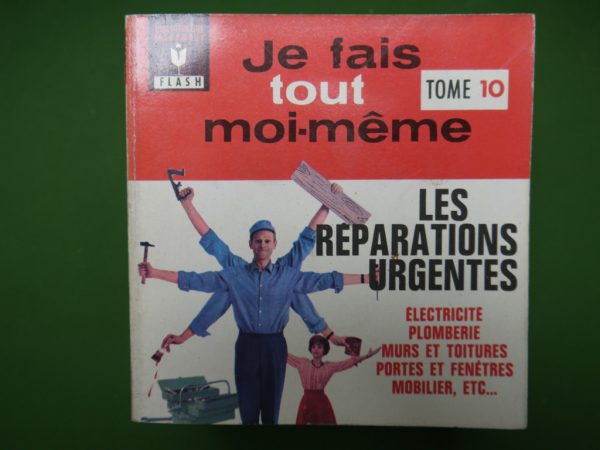 FLASH
Je fais
tout
moi-même
TOME 10
LES
RÉPARATIONS
URGENTES
ÉLECTRICITÉ
PLOMBERIE
MURS ET TOITURES
PORTES ET FENÊTRES
MOBILIER, ETC...